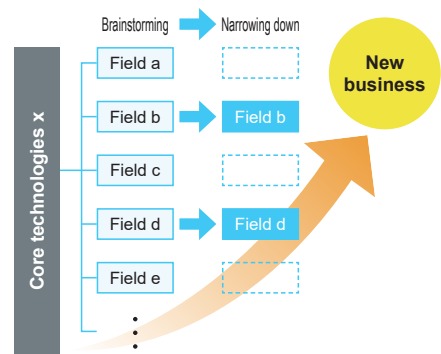 Brainstorming
Narrowing down
New
business
Core technologies x
Field a
Field b
Field b
Field c
Field d
Field d
Field e